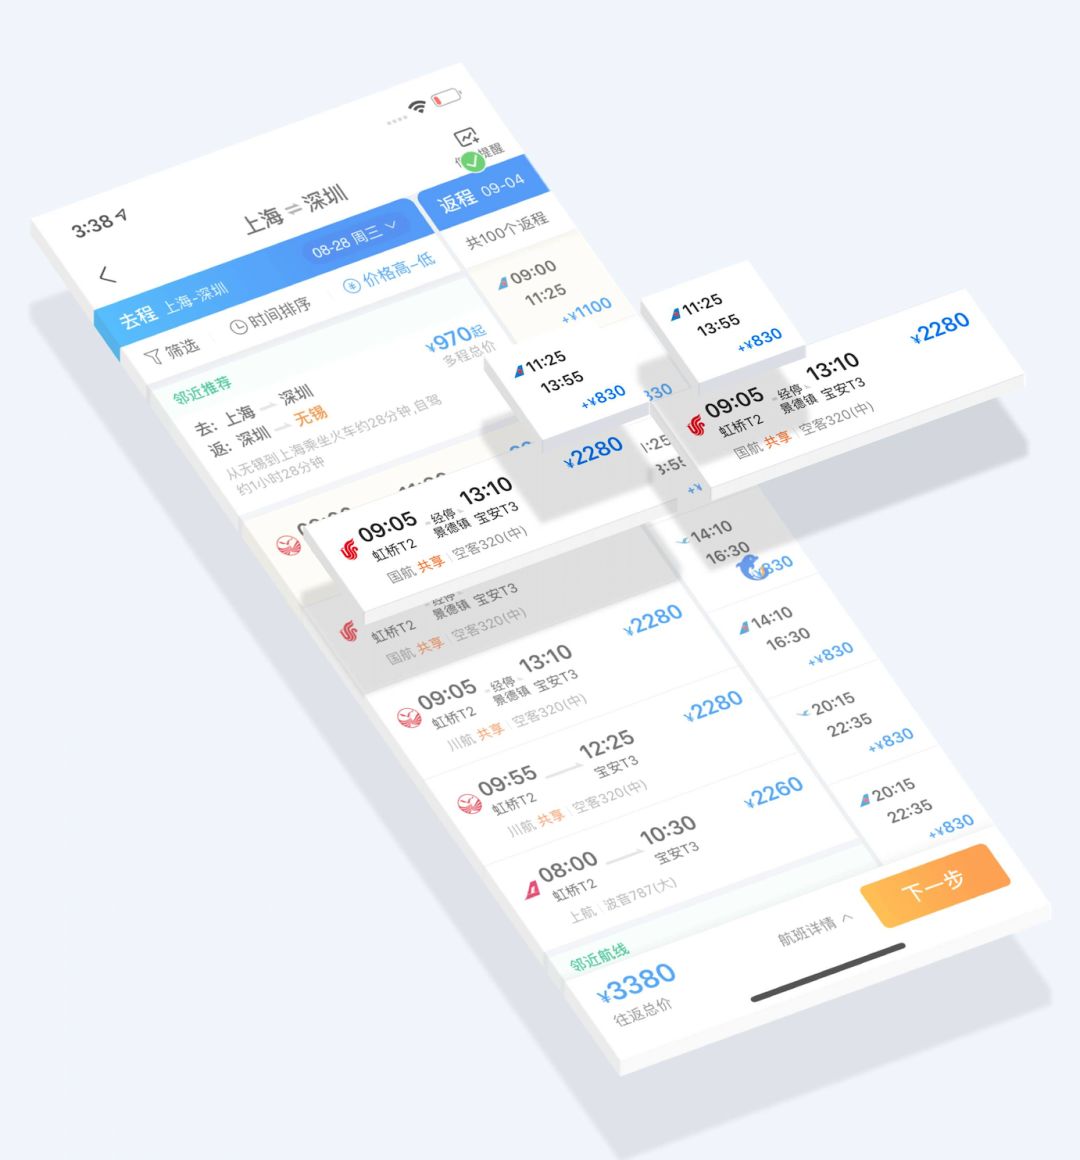 3:38
提醒
上海⇌深圳
去程 上海-深圳 08-28 周三
返程 09-04
筛选 时间排序 价格高-低
共100个返程
邻近推荐
¥970起
多程总价
去: 上海 — 深圳
返: 深圳 — 无锡
从无锡到上海乘坐火车约28分钟 自驾
约1小时28分钟
09:00
11:25
+¥1100
11:25
13:55
+¥830
11:25
13:55
+¥830
09:05 经停 13:10 ¥2280
虹桥T2 景德镇 宝安T3
国航 共享 空客320(中)
09:05 经停 13:10 ¥2280
虹桥T2 景德镇 宝安T3
国航 共享 空客320(中)
虹桥T2 景德镇 宝安T3
国航 共享 空客320(中)
09:05 经停 13:10 ¥2280
虹桥T2 景德镇 宝安T3
川航 共享 空客320(中)
09:55 12:25 ¥2280
虹桥T2 宝安T3
川航 共享 空客320(中)
08:00 10:30 ¥2260
虹桥T2 宝安T3
上航 波音787(大)
14:10
16:30
¥830
14:10
16:30
+¥830
20:15
22:35
+¥830
20:15
22:35
+¥830
邻近航线
¥3380
往返总价
航班详情
下一步